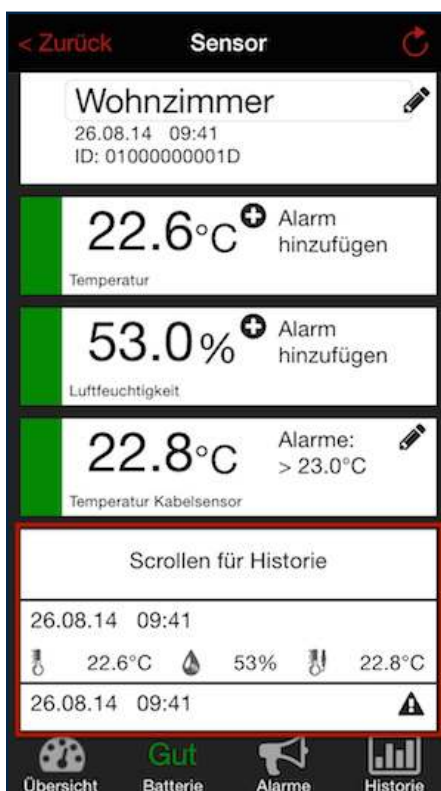 < Zurück Sensor
Wohnzimmer
26.08.14 09:41
ID: 01000000001D
22.6°C Alarm
hinzufügen
Temperatur
53.0% Alarm
hinzufügen
Luftfeuchtigkeit
22.8°C Alarme:
> 23.0°C
Temperatur Kabelsensor
Scrollen für Historie
26.08.14 09:41
22.6°C 53% 22.8°C
26.08.14 09:41
Gut
Übersicht Batterie Alarme Historie